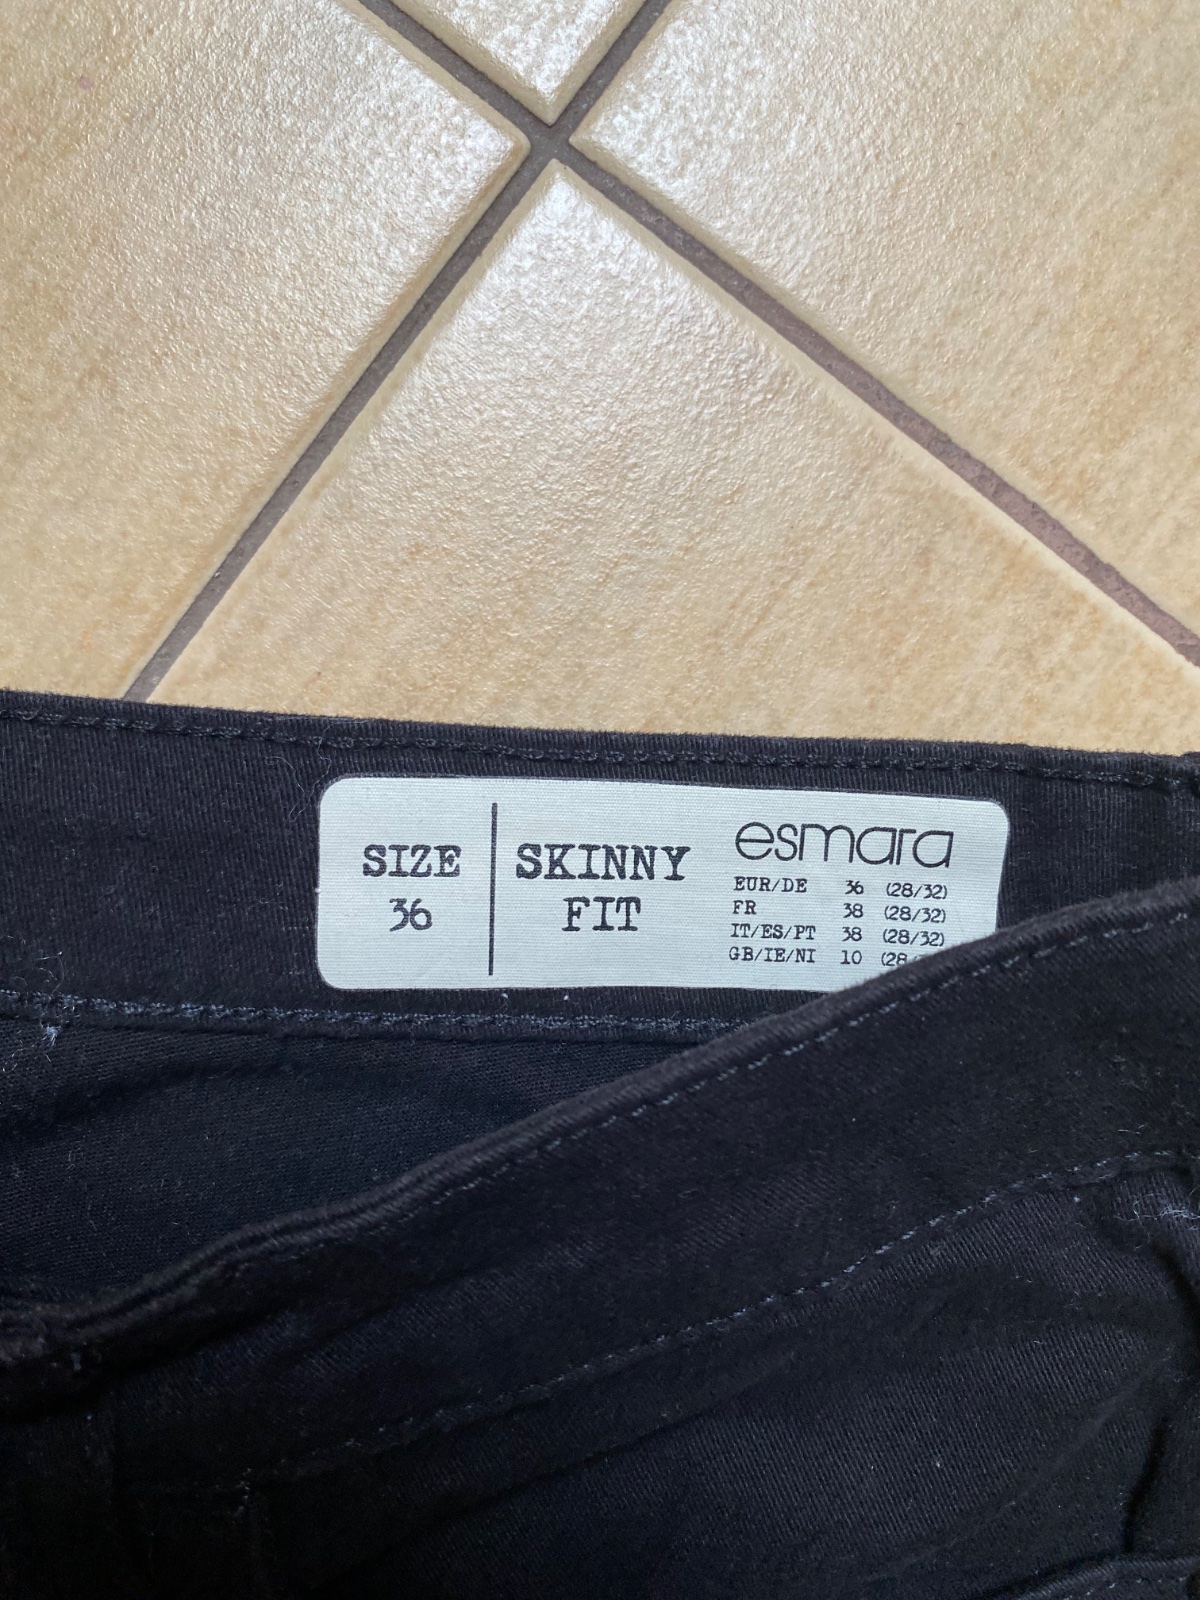 SIZE
36
SKINNY
FIT
esmara
EUR/DE 36 (28/32)
FR 38 (28/32)
IT/ES/PT 38 (28/32)
GB/IE/NI 10 (28/